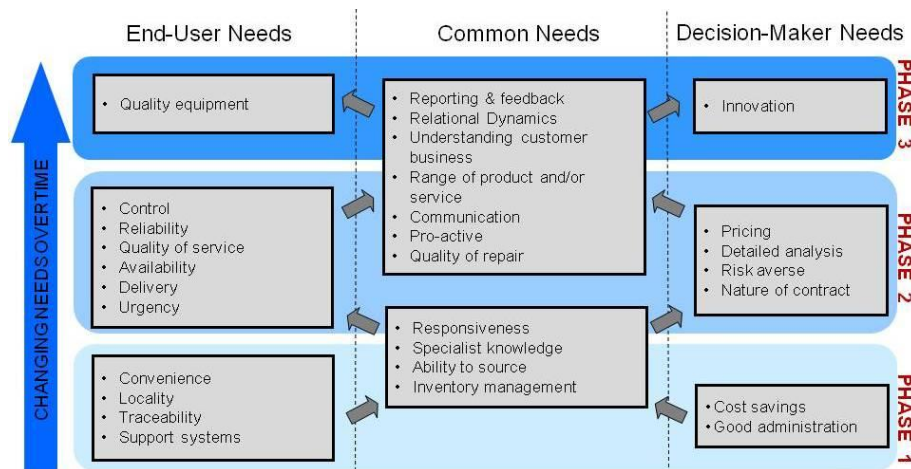 End-User Needs
Common Needs
Decision-Maker Needs
CHANGING NEEDS OVER TIME
• Quality equipment
• Reporting & feedback
• Relational Dynamics
• Understanding customer
business
• Range of product and/or
service
• Communication
• Pro-active
• Quality of repair
• Innovation
PHASE 3
• Control
• Reliability
• Quality of service
• Availability
• Delivery
• Urgency
• Pricing
• Detailed analysis
• Risk averse
• Nature of contract
PHASE 2
• Responsiveness
• Specialist knowledge
• Ability to source
• Inventory management
• Convenience
• Locality
• Traceability
• Support systems
• Cost savings
• Good administration
PHASE 1